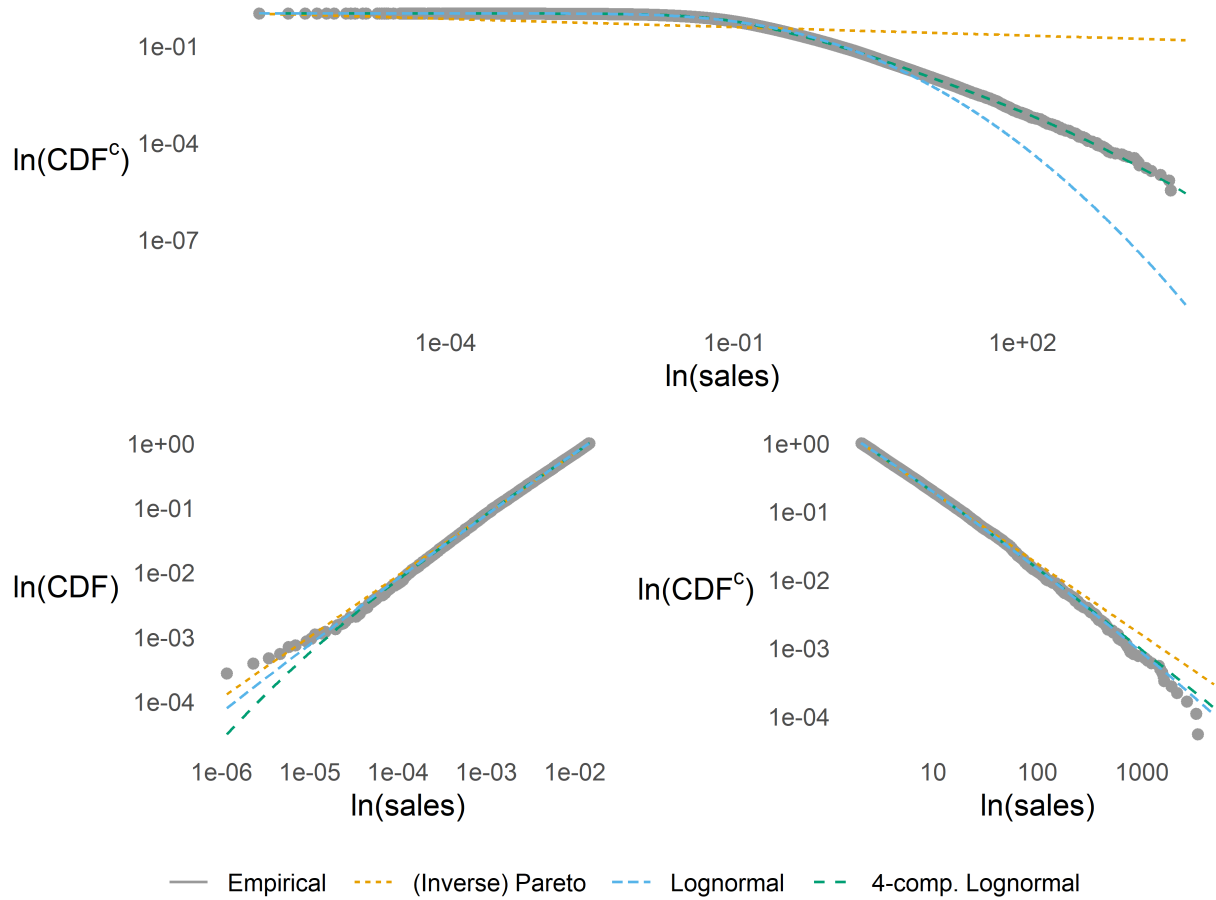 1e-01
1e-04
1e-07
ln(CDFᶜ)
1e-04 1e-01 1e+02
ln(sales)
1e+00
1e-01
1e-02
1e-03
1e-04
ln(CDF)
1e-06 1e-05 1e-04 1e-03 1e-02
ln(sales)
1e+00
1e-01
1e-02
1e-03
1e-04
ln(CDFᶜ)
10 100 1000
ln(sales)
Empirical (Inverse) Pareto Lognormal 4-comp. Lognormal